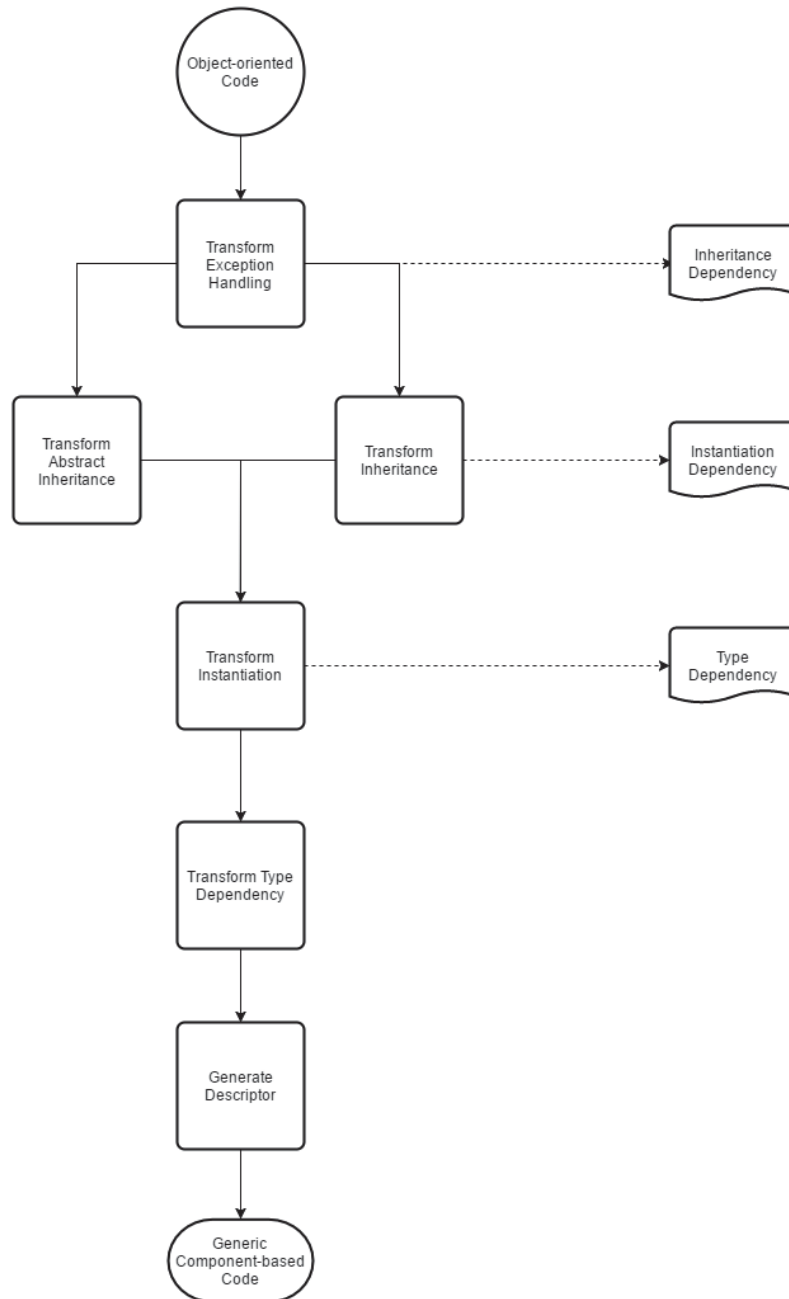 Object-oriented
Code
Transform
Exception
Handling
Inheritance
Dependency
Transform
Abstract
Inheritance
Transform
Inheritance
Instantiation
Dependency
Transform
Instantiation
Type
Dependency
Transform Type
Dependency
Generate
Descriptor
Generic
Component-based
Code